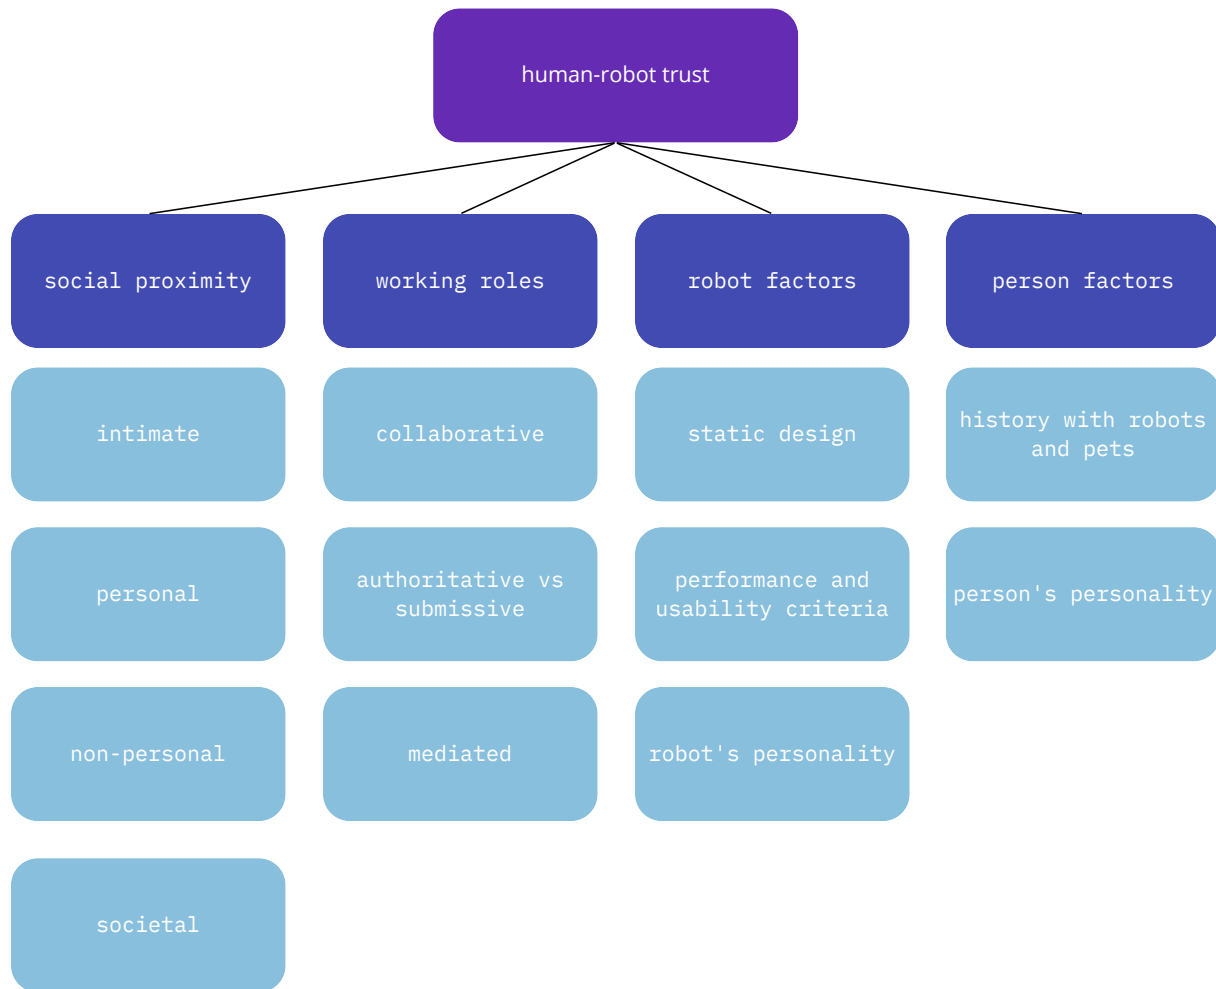 human-robot trust
social proximity
working roles
robot factors
person factors
intimate
collaborative
static design
history with robots
and pets
personal
authoritative vs
submissive
performance and
usability criteria
person's personality
non-personal
mediated
robot's personality
societal